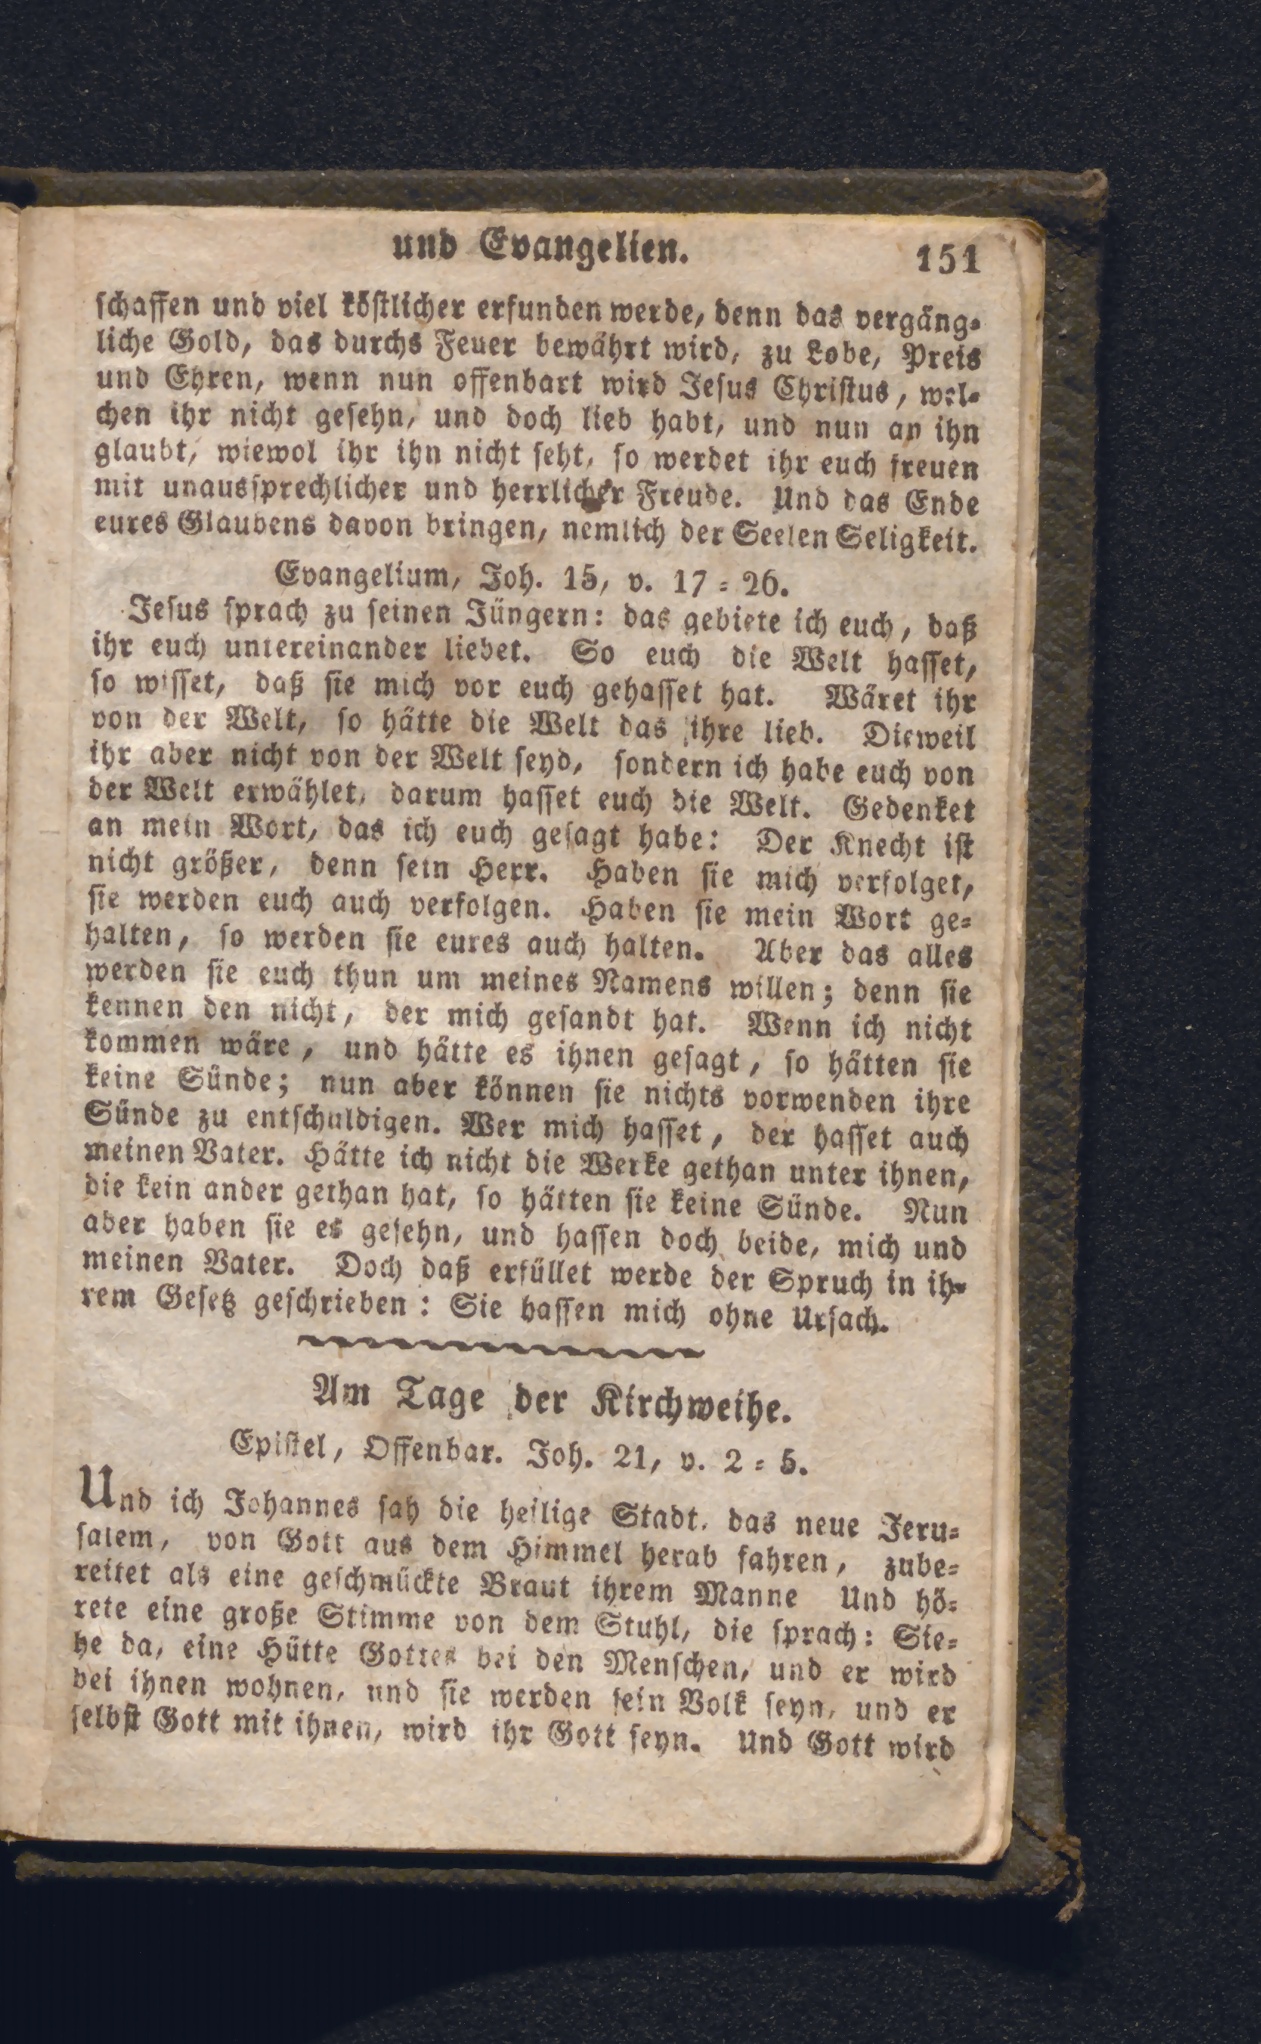 und Evangelien. 151
schaffen und viel köstlicher erfunden werde, denn das vergäng-
liche Gold, das durchs Feuer bewährt wird, zu Lobe, Preis
und Ehren, wenn nun offenbart wird Jesus Christus, wel-
chen ihr nicht gesehn, und doch lieb habt, und nun an ihn
glaubt, wiewol ihr ihn nicht seht, so werdet ihr euch freuen
mit unaussprechlicher und herrlicher Freude. Und das Ende
eures Glaubens davon bringen, nemlich der Seelen Seligkeit.
Evangelium, Joh. 15, v. 17-26.
Jesus sprach zu seinen Jüngern: das gebiete ich euch, daß
ihr euch untereinander liebet. So euch die Welt hasset,
so wisset, daß sie mich vor euch gehasset hat. Wäret ihr
von der Welt, so hätte die Welt das ihre lieb. Dieweil
ihr aber nicht von der Welt seyd, sondern ich habe euch von
der Welt erwählet, darum hasset euch die Welt. Gedenket
an mein Wort, das ich euch gesagt habe: Der Knecht ist
nicht größer, denn sein Herr. Haben sie mich verfolget,
sie werden euch auch verfolgen. Haben sie mein Wort ge-
halten, so werden sie eures auch halten. Aber das alles
werden sie euch thun um meines Namens willen; denn sie
kennen den nicht, der mich gesandt hat. Wenn ich nicht
kommen wäre, und hätte es ihnen gesagt, so hätten sie
keine Sünde; nun aber können sie nichts vorwenden ihre
Sünde zu entschuldigen. Wer mich hasset, der hasset auch
meinen Vater. Hätte ich nicht die Werke gethan unter ihnen,
die kein ander gethan hat, so hätten sie keine Sünde. Nun
aber haben sie es gesehn, und hassen doch beide, mich und
meinen Vater. Doch daß erfüllet werde der Spruch in ih-
rem Gesetz geschrieben: Sie hassen mich ohne Ursach.
Am Tage der Kirchweihe.
Epistel, Offenbar. Joh. 21, v. 2-5.
Und ich Johannes sah die heilige Stadt, das neue Jeru-
salem, von Gott aus dem Himmel herab fahren, zube-
reitet als eine geschmückte Braut ihrem Manne Und hö-
rete eine große Stimme von dem Stuhl, die sprach: Sie-
he da, eine Hütte Gottes bei den Menschen, und er wird
bei ihnen wohnen, und sie werden sein Volk seyn, und er
selbst Gott mit ihnen, wird ihr Gott seyn. Und Gott wird